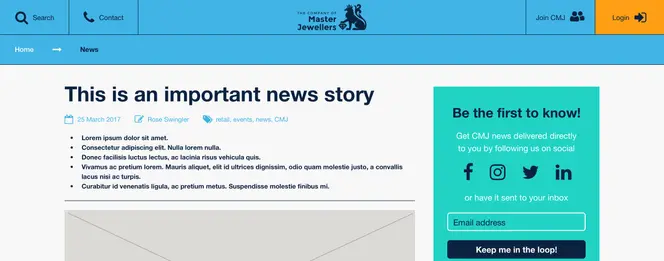 Search
Contact
THE COMPANY OF
Master
Jewellers
Join CMJ
Login
Home
News
This is an important news story
25 March 2017
Rose Swingler
retail, events, news, CMJ
Lorem ipsum dolor sit amet.
Consectetur adipiscing elit. Nulla lorem nulla.
Donec facilisis luctus lectus, ac lacinia risus vehicula quis.
Vivamus ac pretium lorem. Mauris aliquet, elit id ultrices dignissim, odio quam molestie justo, a convallis
lacus nisi ac turpis.
Curabitur id venenatis ligula, ac pretium metus. Suspendisse molestie finibus mi.
Be the first to know!
Get CMJ news delivered directly
to you by following us on social
or have it sent to your inbox
Email address
Keep me in the loop!